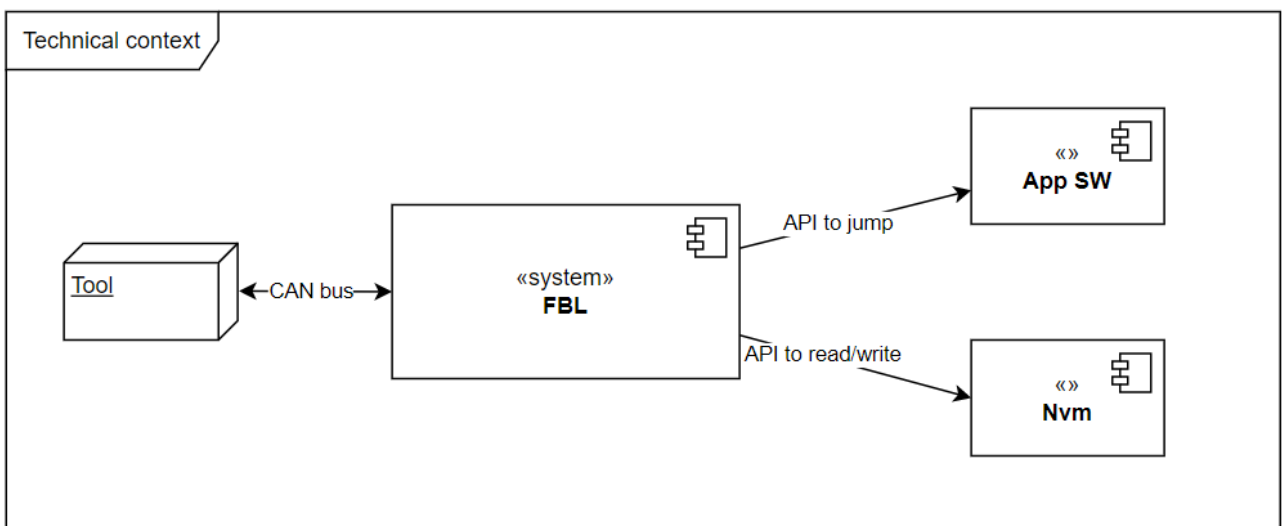 Technical context
«»
App SW
API to jump
«system»
FBL
Tool
CAN bus
API to read/write
«»
Nvm